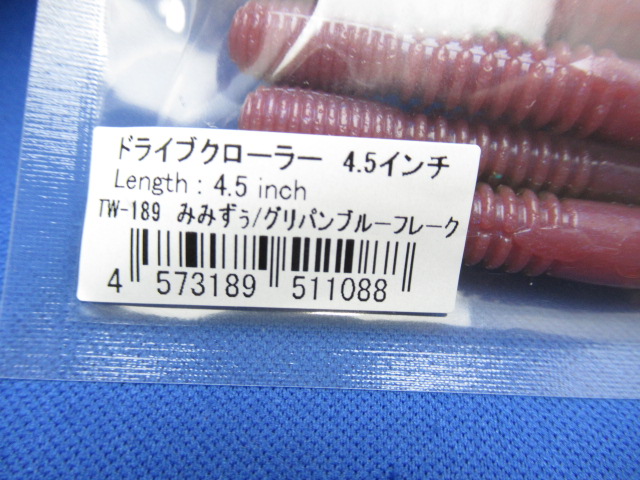 ドライブクローラー 4.5インチ
Length : 4.5 inch
TW-189 みみずぅ/グリパンブルーフレーク
4 573189 511088